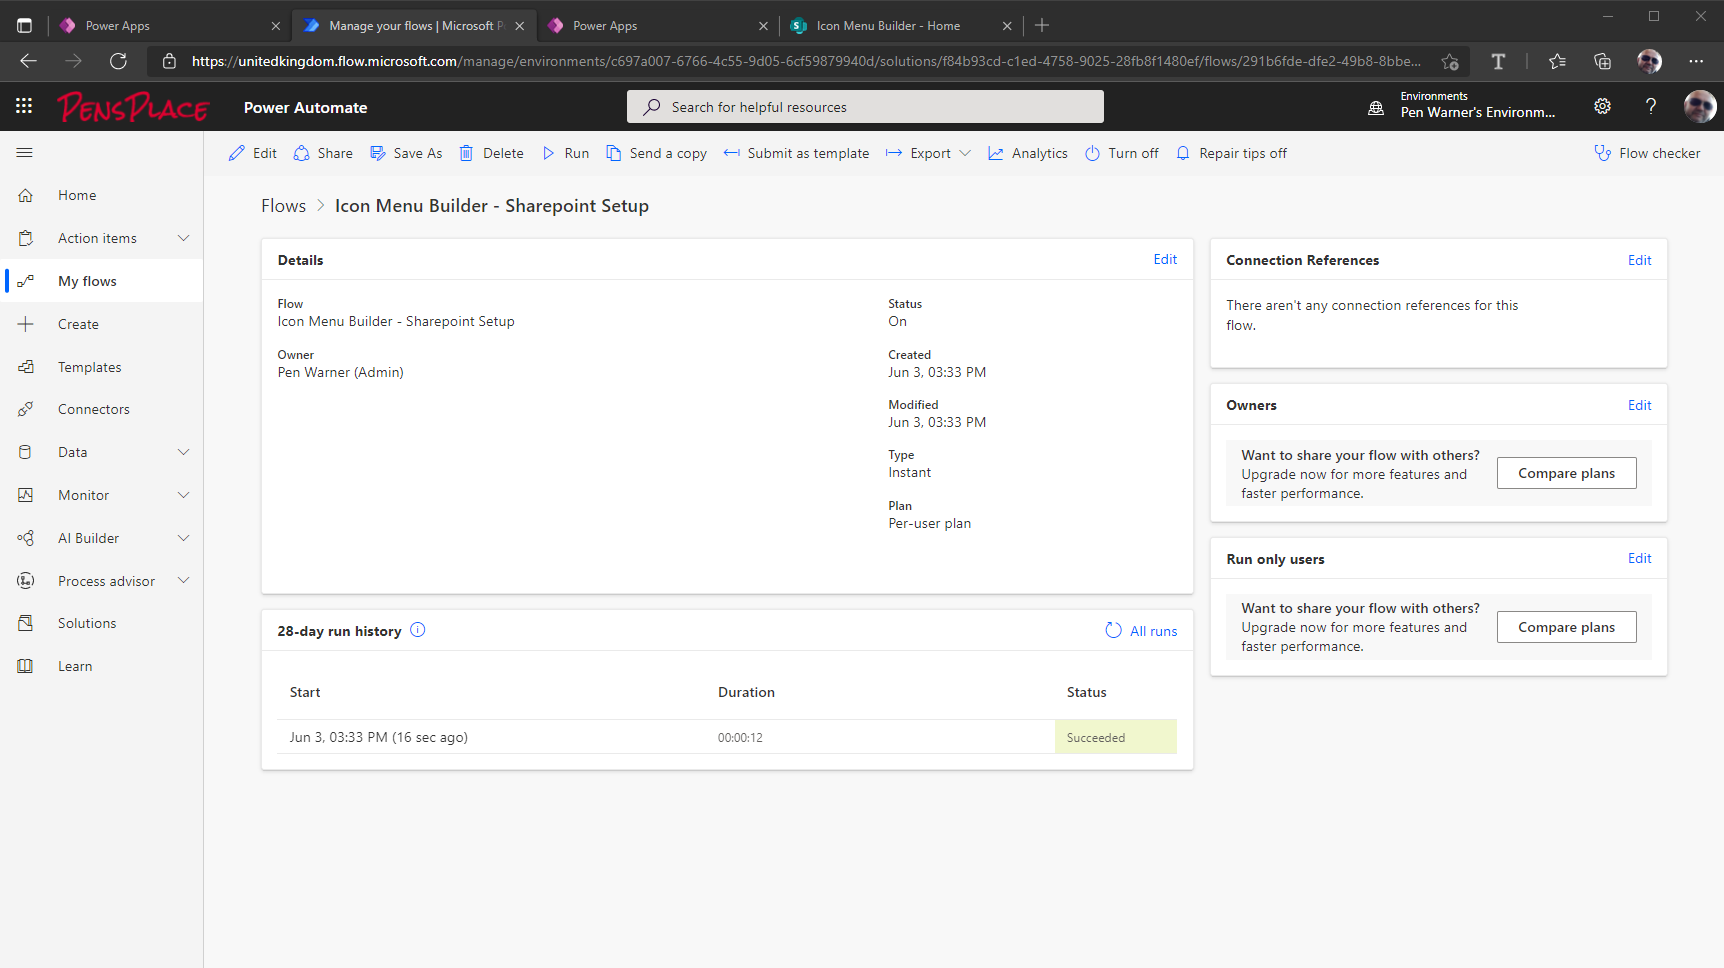 Power Apps
Manage your flows | Microsoft P
Power Apps
Icon Menu Builder - Home
https://unitedkingdom.flow.microsoft.com/manage/environments/c697a007-6766-4c55-9d05-6cf59879940d/solutions/f84b93cd-c1ed-4758-9025-28fb8f1480ef/flows/291b6fde-dfe2-49b8-8bbe...
PENSPLACE
Power Automate
Search for helpful resources
Environments
Pen Warner's Environm...
Edit
Share
Save As
Delete
Run
Send a copy
Submit as template
Export
Analytics
Turn off
Repair tips off
Flow checker
Home
Action items
My flows
Create
Templates
Connectors
Data
Monitor
AI Builder
Process advisor
Solutions
Learn
Flows > Icon Menu Builder - Sharepoint Setup
Details
Edit
Flow
Icon Menu Builder - Sharepoint Setup
Owner
Pen Warner (Admin)
Status
On
Created
Jun 3, 03:33 PM
Modified
Jun 3, 03:33 PM
Type
Instant
Plan
Per-user plan
28-day run history
All runs
Start Duration Status
Jun 3, 03:33 PM (16 sec ago) 00:00:12 Succeeded
Connection References
Edit
There aren't any connection references for this
flow.
Owners
Edit
Want to share your flow with others?
Upgrade now for more features and
faster performance.
Compare plans
Run only users
Edit
Want to share your flow with others?
Upgrade now for more features and
faster performance.
Compare plans